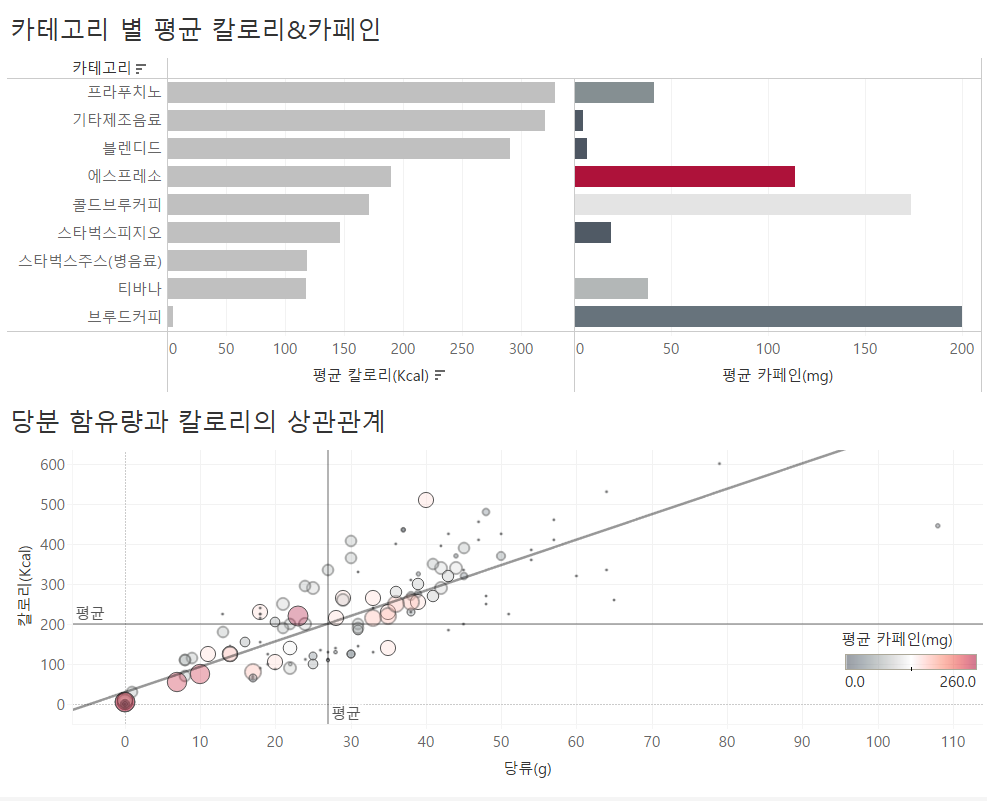 카테고리 별 평균 칼로리&카페인
카테고리
프라푸치노
기타제조음료
블렌디드
에스프레소
콜드브루커피
스타벅스피지오
스타벅스주스(병음료)
티바나
브루드커피
0 50 100 150 200 250 300 0 50 100 150 200
평균 칼로리(Kcal) 평균 카페인(mg)
당분 함유량과 칼로리의 상관관계
600
500
400
300
200
100
0
칼로리(Kcal)
평균
평균
평균 카페인(mg)
0.0 260.0
0 10 20 30 40 50 60 70 80 90 100 110
당류(g)